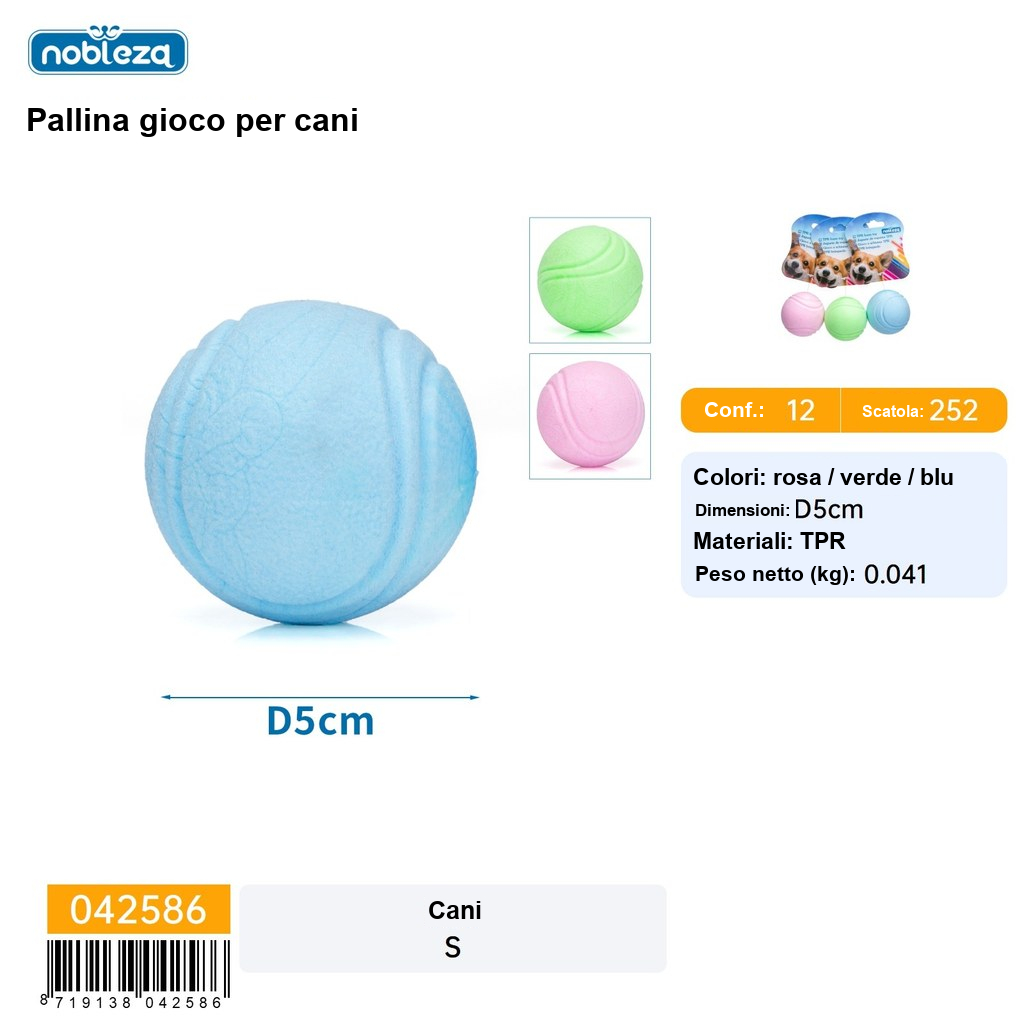 nobleza
Pallina gioco per cani
nobleza
Conf.: 12 Scatola: 252
Colori: rosa / verde / blu
Dimensioni: D5cm
Materiali: TPR
Peso netto (kg): 0.041
D5cm
042586
Cani
S
8 719138 042586